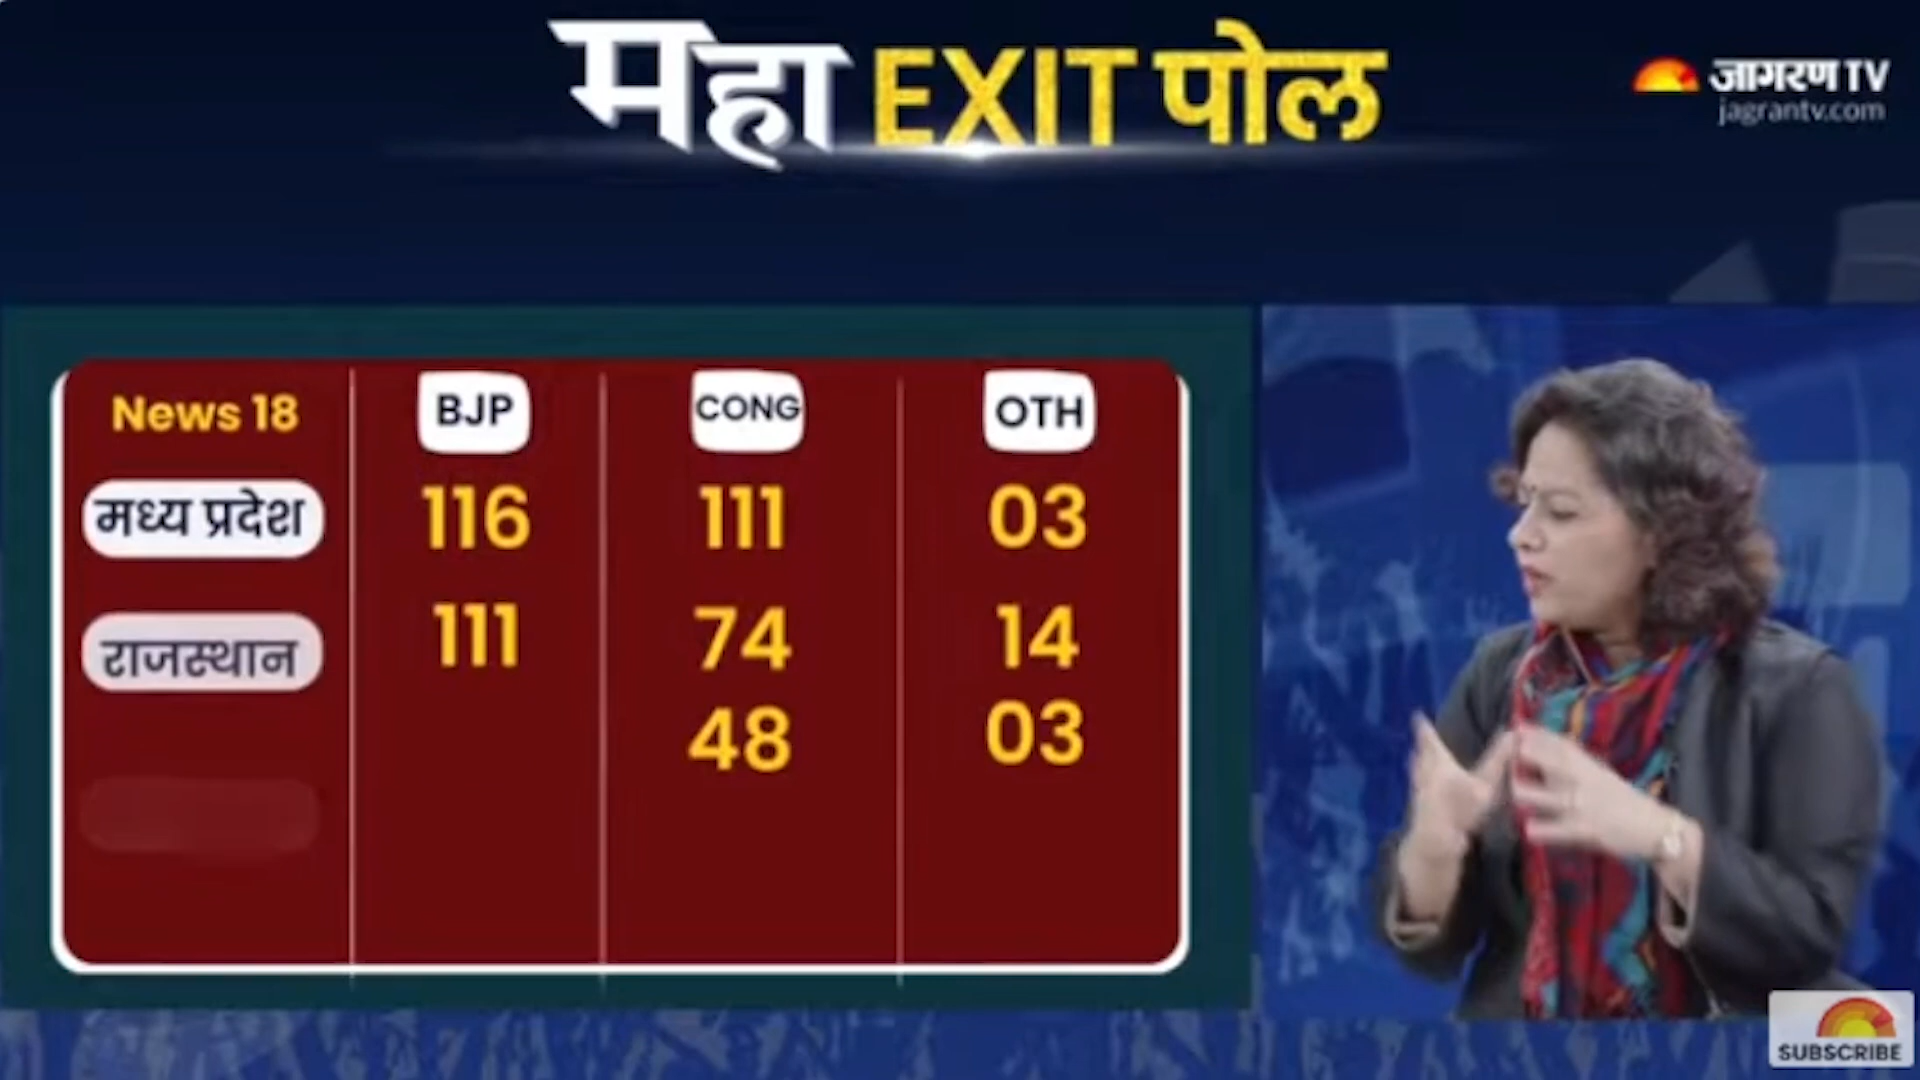 महा EXIT पोल
जागरण TV
jagrantv.com
News 18 BJP CONG OTH
मध्य प्रदेश 116 111 03
राजस्थान 111 74 14
48 03
SUBSCRIBE